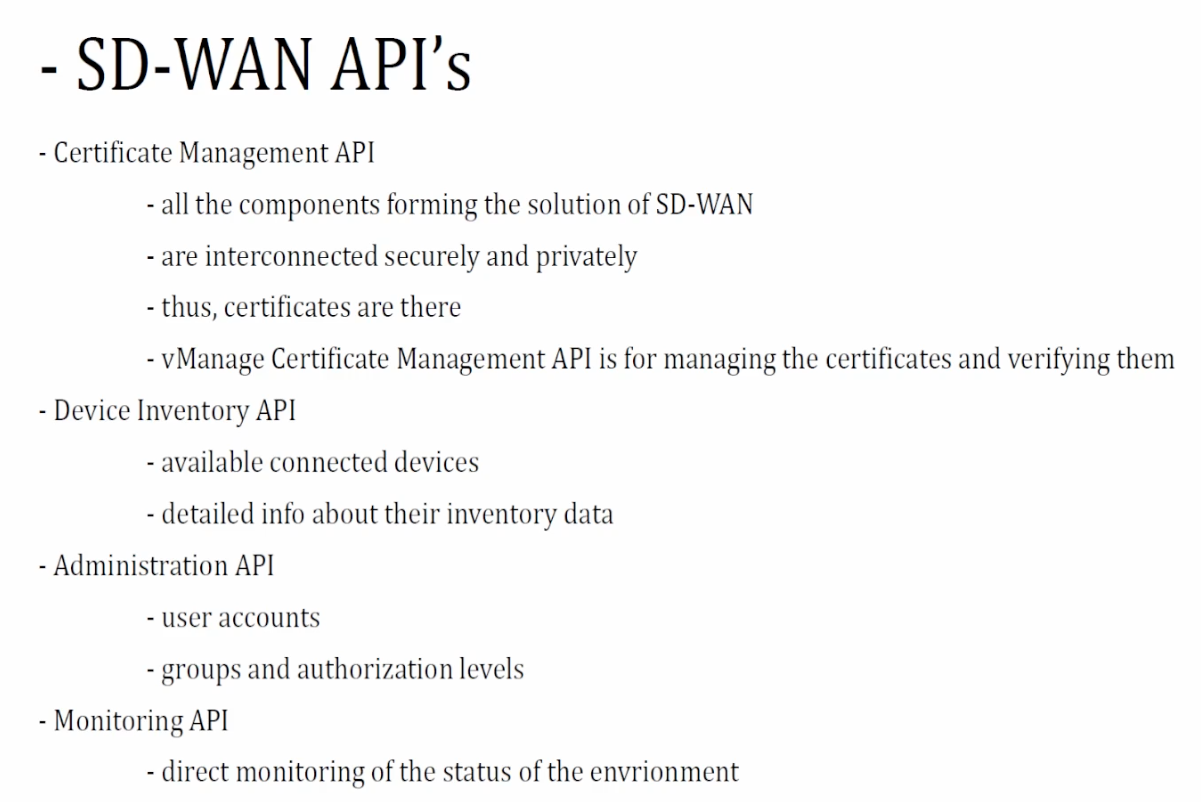 - SD-WAN API’s
- Certificate Management API
- all the components forming the solution of SD-WAN
- are interconnected securely and privately
- thus, certificates are there
- vManage Certificate Management API is for managing the certificates and verifying them
- Device Inventory API
- available connected devices
- detailed info about their inventory data
- Administration API
- user accounts
- groups and authorization levels
- Monitoring API
- direct monitoring of the status of the envrionment